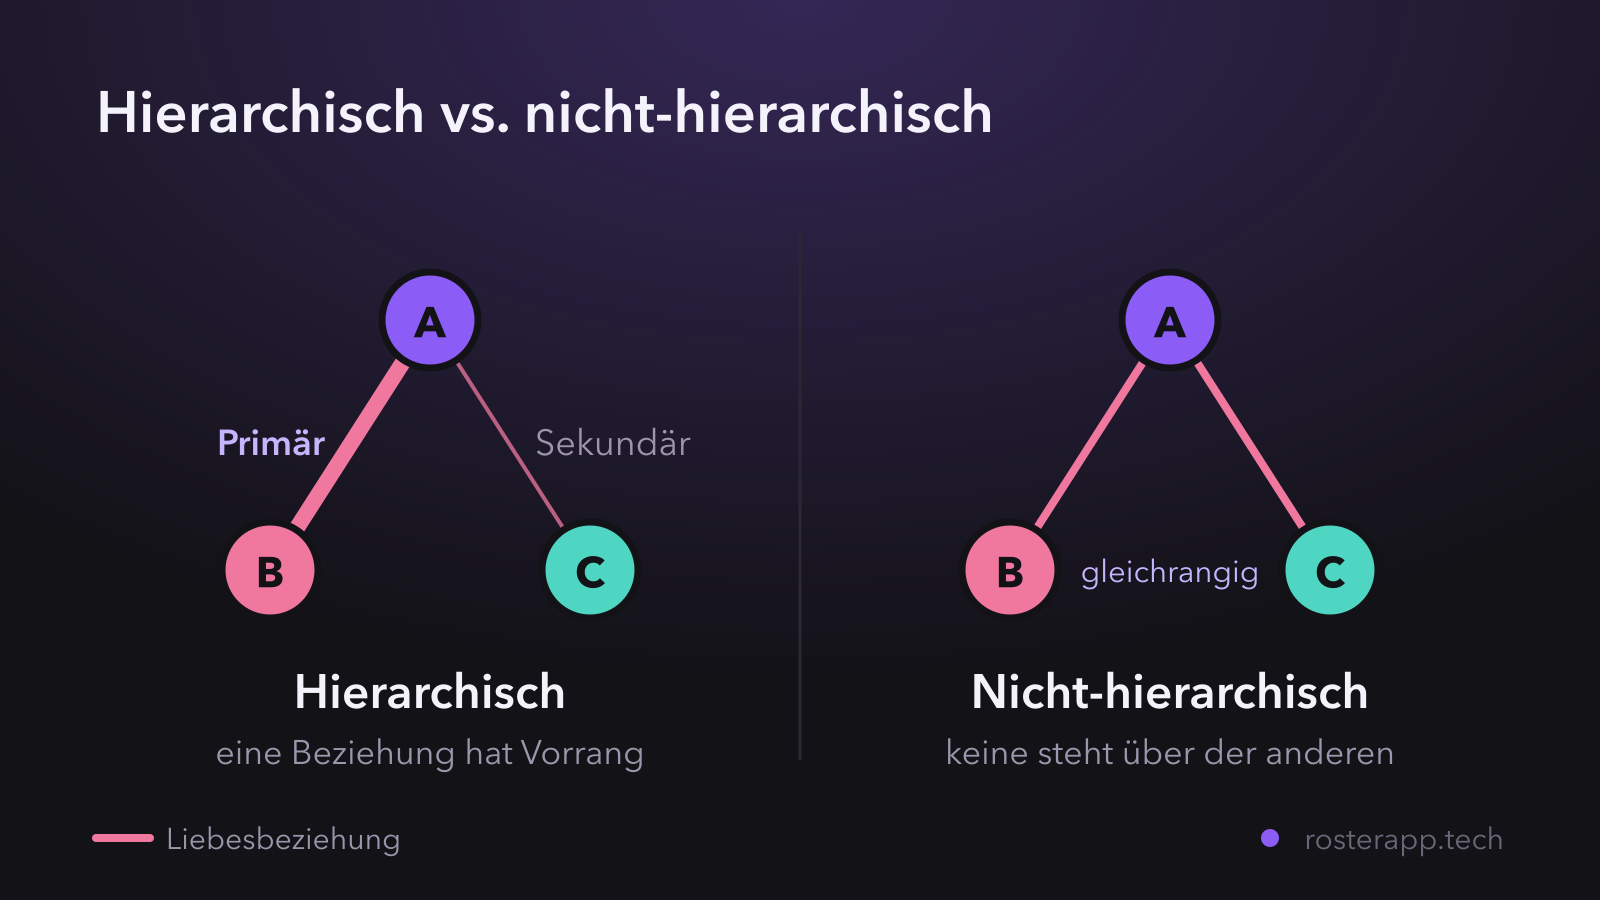 Hierarchisch vs. nicht-hierarchisch
A
Primär
Sekundär
B
C
Hierarchisch
eine Beziehung hat Vorrang
A
B
gleichrangig
C
Nicht-hierarchisch
keine steht über der anderen
Liebesbeziehung
rosterapp.tech